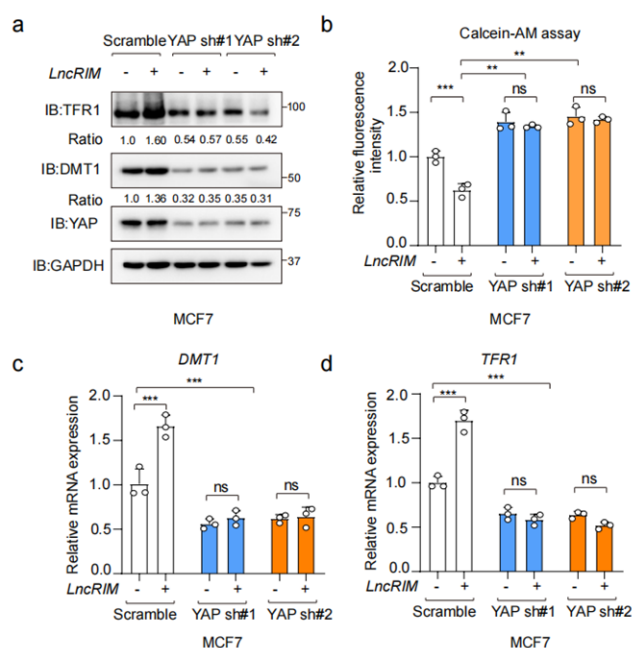 a
Scramble YAP sh#1 YAP sh#2
LncRIM - + - + - +
IB:TFR1 100
Ratio 1.0 1.60 0.54 0.57 0.55 0.42
IB:DMT1 50
Ratio 1.0 1.36 0.32 0.35 0.35 0.31
IB:YAP 75
IB:GAPDH 37
MCF7
b
Calcein-AM assay
Relative fluorescence
intensity
2.0
1.5
1.0
0.5
0.0
**
**
*** ns ns
LncRIM - + - + - +
Scramble YAP sh#1 YAP sh#2
MCF7
c
DMT1
Relative mRNA expression
2.0
1.5
1.0
0.5
0.0
***
***
ns ns
LncRIM - + - + - +
Scramble YAP sh#1 YAP sh#2
MCF7
d
TFR1
Relative mRNA expression
2.0
1.5
1.0
0.5
0.0
***
***
ns ns
LncRIM - + - + - +
Scramble YAP sh#1 YAP sh#2
MCF7